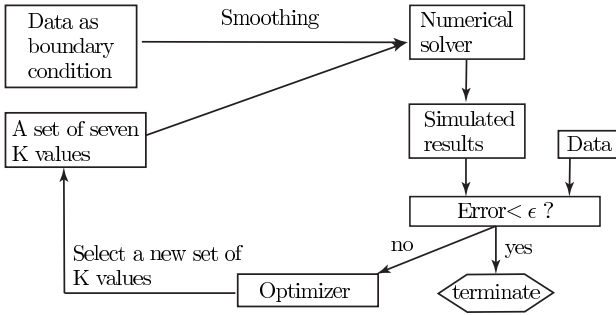 Data as
boundary
condition
Smoothing
Numerical
solver
A set of seven
K values
Simulated
results
Data
Error< ϵ ?
no
yes
Select a new set of
K values
Optimizer
terminate